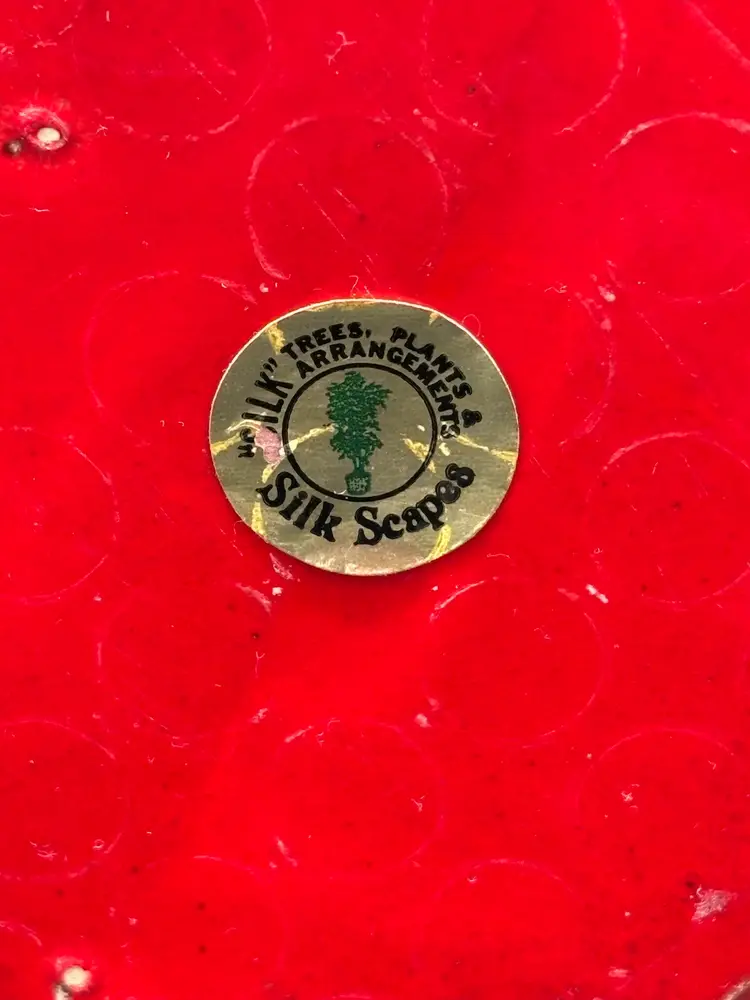 "SILK" TREES, PLANTS &
ARRANGEMENTS
Silk Scapes